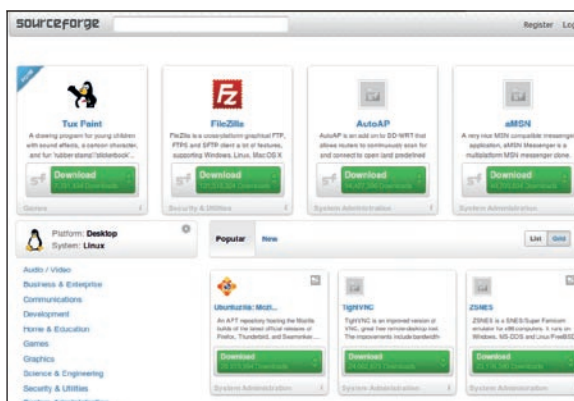 sourceforge
Register
Tux Paint
A drawing program for young children
with sound effects, a cartoon character,
and fun 'rubber stamp'/'stickerbook'...
Download
Games
FileZilla
FileZilla is a cross-platform graphical FTP,
FTPS and SFTP client a lot of features,
supporting Windows, Linux, Mac OS X
Download
Security & Utilities
AutoAP
AutoAP is an add on to DD-WRT that
allows routers to continuously scan for
and connect to open (and predefined
Download
System Administration
aMSN
A very nice MSN compatible messenger
application, aMSN Messenger is a
multiplatform MSN messenger clone.
Download
System Administration
Platform: Desktop
System: Linux
Popular
New
List
Grid
Audio / Video
Business & Enterprise
Communications
Development
Home & Education
Games
Graphics
Science & Engineering
Security & Utilities
System Administration
Ubuntuzilla: Mozi...
An APT repository hosting the Mozilla
builds of the latest official releases of
Firefox, Thunderbird, and Seamonkey....
Download
System Administration
TightVNC
TightVNC is an improved version of
VNC, great free remote-desktop tool.
The improvements include bandwidth
Download
System Administration
ZSNES
ZSNES is a SNES/Super Famicom
emulator for x86 computers. It runs on
Windows, MS-DOS and Linux/FreeBSD
Download
System Administration